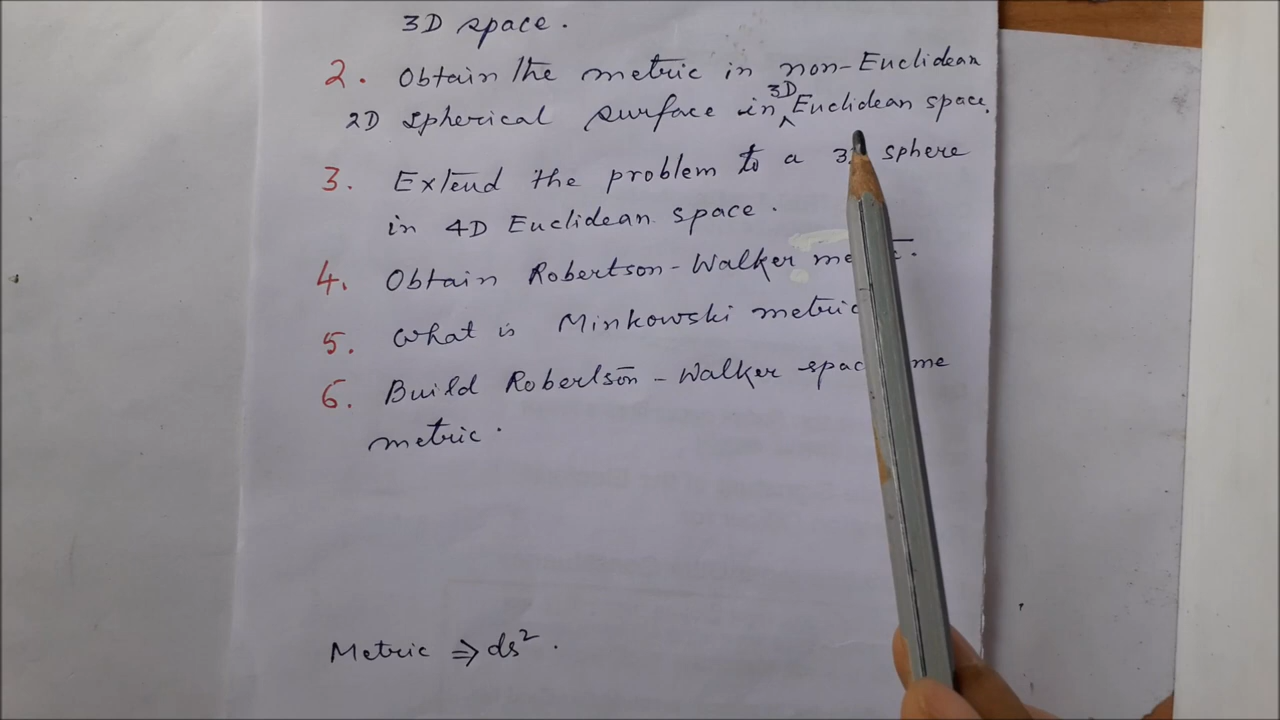 3D space.
2. Obtain the metric in non-Euclidean
2D spherical surface in 3D Euclidean space.
3. Extend the problem to a 3D sphere
in 4D Euclidean space.
4. Obtain Robertson-Walker
5. What is Minkowski metric
6. Build Robertson-Walker
metric.
Metric ⇒ ds².